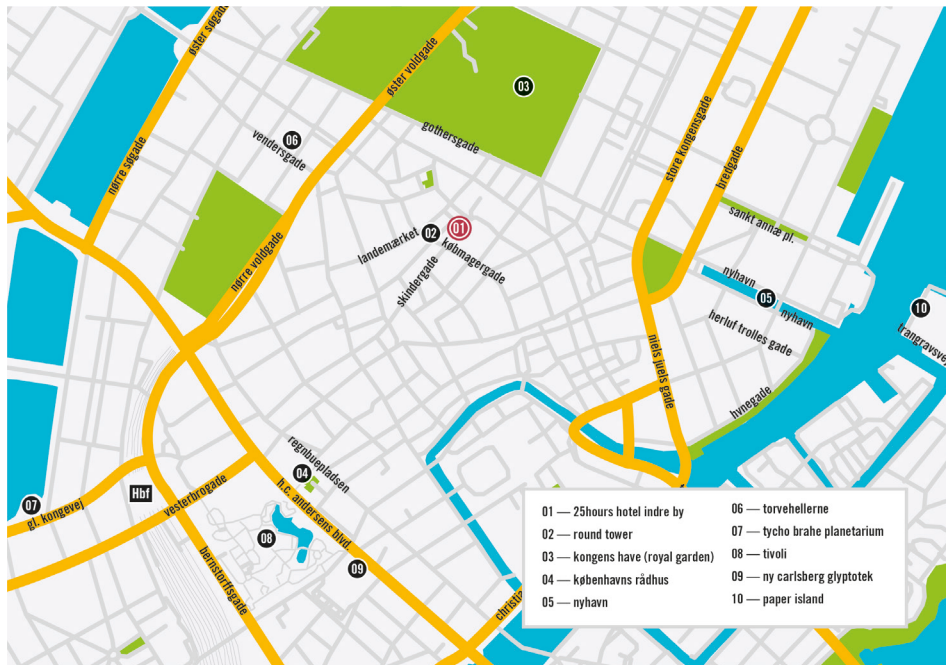 øster søgade
øster voldgade
03
06
vendersgade
gothersgade
nørre søgade
store kongensgade
bredgade
sankt annæ pl.
01
02
landemærket
købmagergade
skindergade
nørre voldgade
nyhavn
05
nyhavn
10
trangravsvej
herluf trolles gade
niels juels gade
hvnegade
regnbuepladsen
04
h.c. andersens blvd.
Hbf
vesterbrogade
07
gl. kongevej
08
09
bernstorffsgade
christia
01 — 25hours hotel indre by
02 — round tower
03 — kongens have (royal garden)
04 — københavns rådhus
05 — nyhavn
06 — torvehellerne
07 — tycho brahe planetarium
08 — tivoli
09 — ny carlsberg glyptotek
10 — paper island